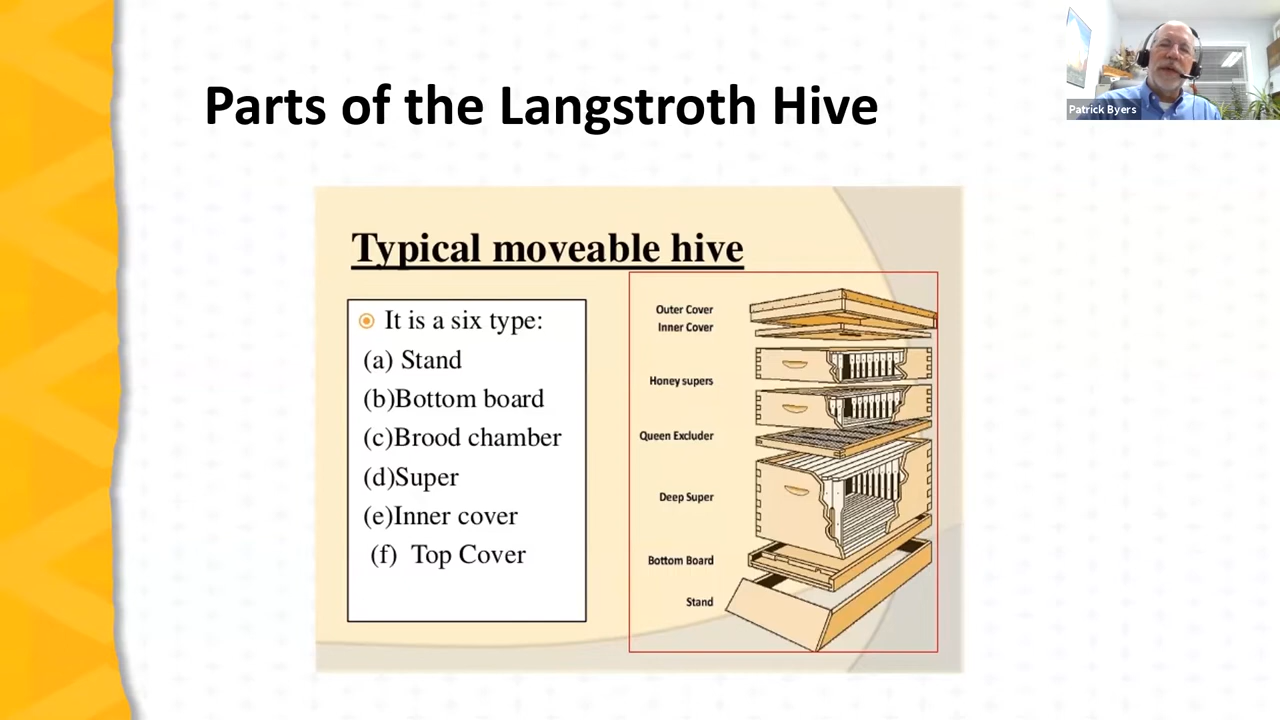 Parts of the Langstroth Hive
Patrick Byers
Typical moveable hive
It is a six type:
(a) Stand
(b)Bottom board
(c)Brood chamber
(d)Super
(e)Inner cover
(f) Top Cover
Outer Cover
Inner Cover
Honey supers
Queen Excluder
Deep Super
Bottom Board
Stand